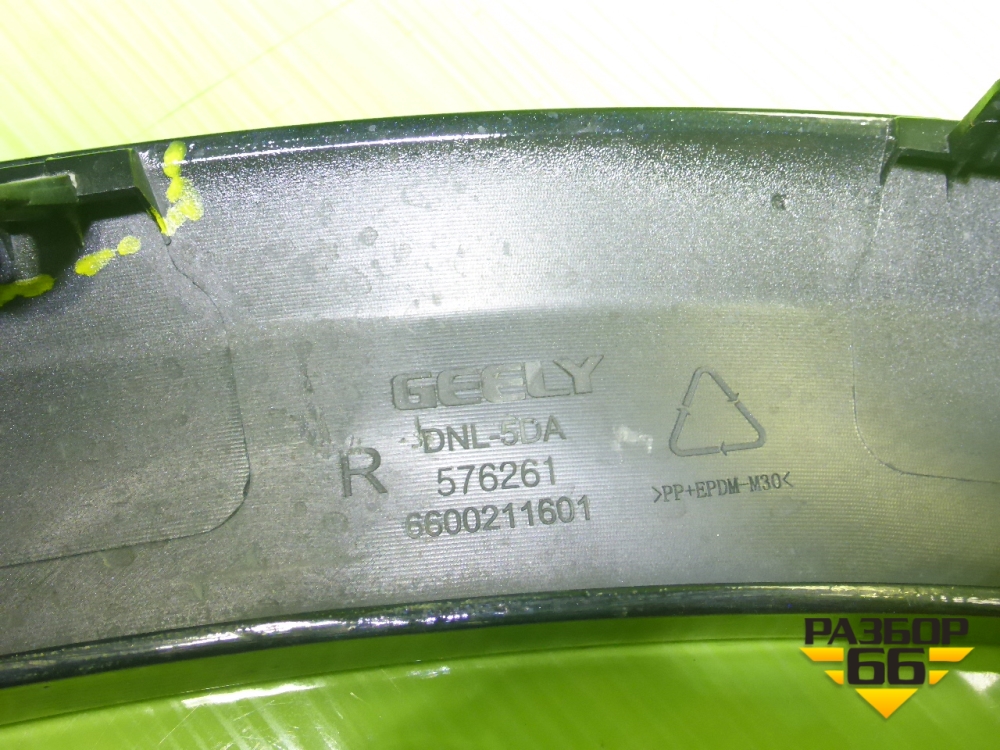 GEELY
DNL-5DA
R
576261
6600211601
>PP+EPDM-M30<
РАЗБОР
66